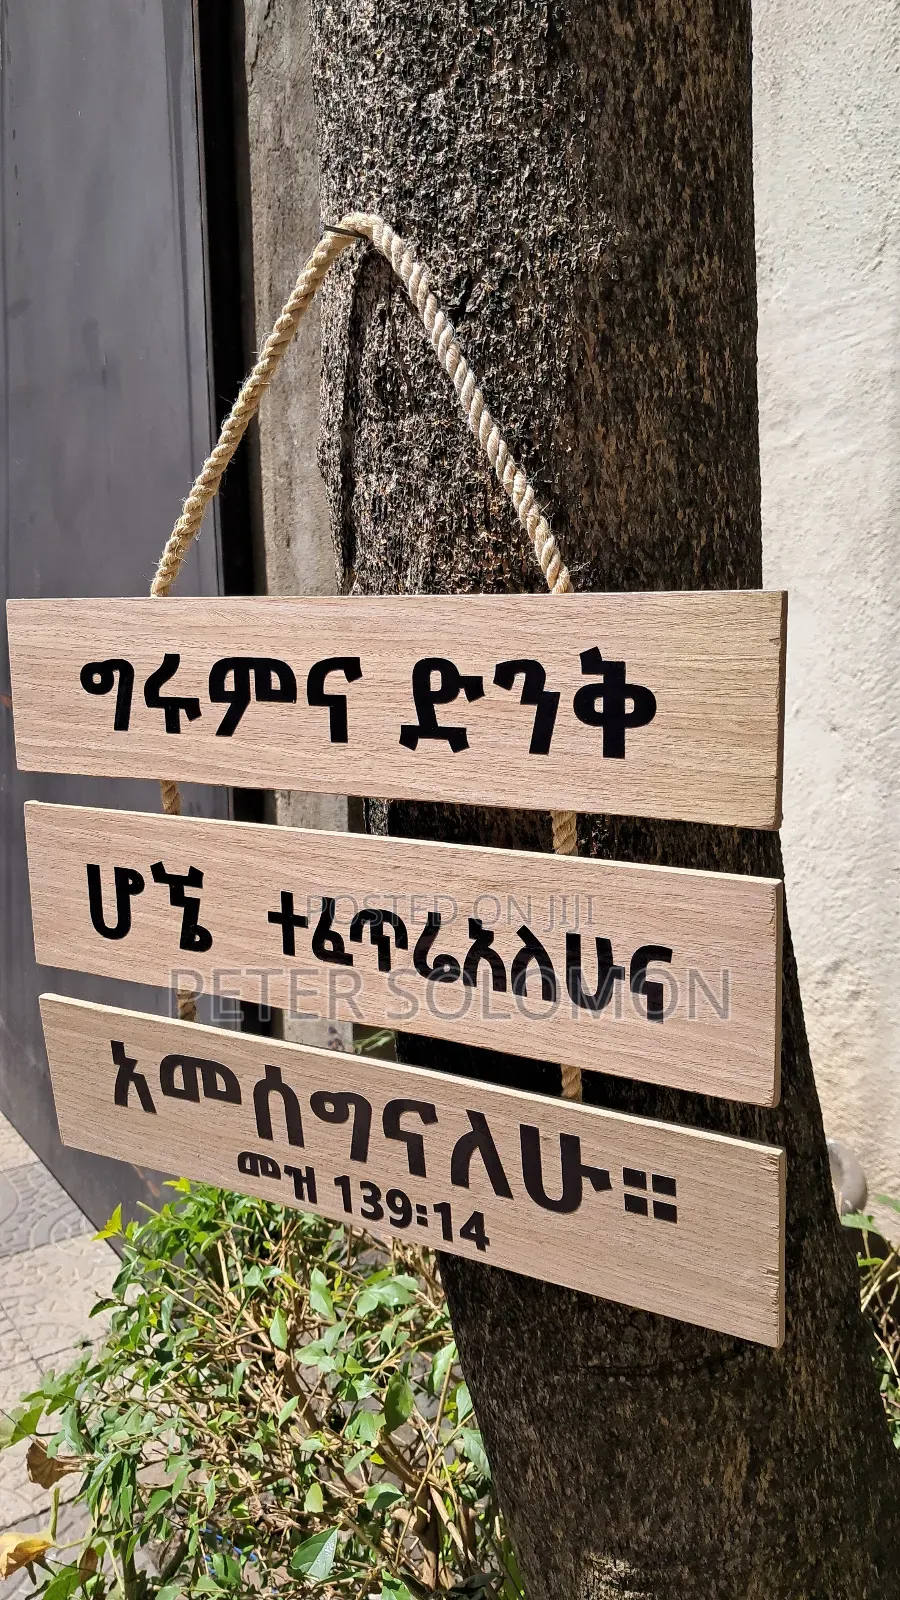 ግሩምና ድንቅ
ሆኜ ተፈጥሬአለሁና
አመሰግናለሁ።
መዝ 139፡14
POSTED ON JIJI
PETER SOLOMON